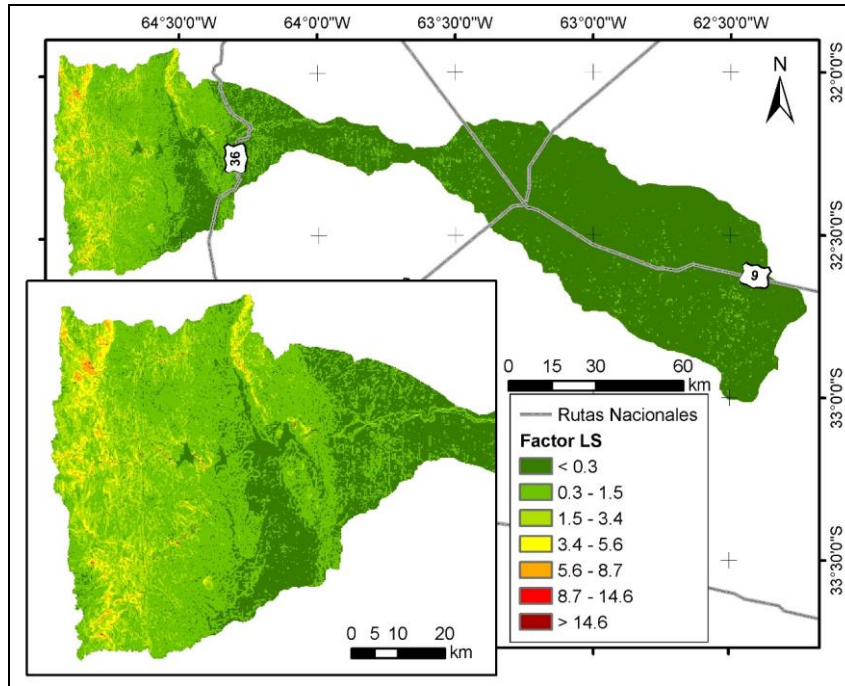 64°30'0"W 64°0'0"W 63°30'0"W 63°0'0"W 62°30'0"W
32°0'0"S
32°30'0"S
33°0'0"S
33°30'0"S
N
36
9
0 15 30 60
km
Rutas Nacionales
Factor LS
< 0.3
0.3 - 1.5
1.5 - 3.4
3.4 - 5.6
5.6 - 8.7
8.7 - 14.6
> 14.6
0 5 10 20
km